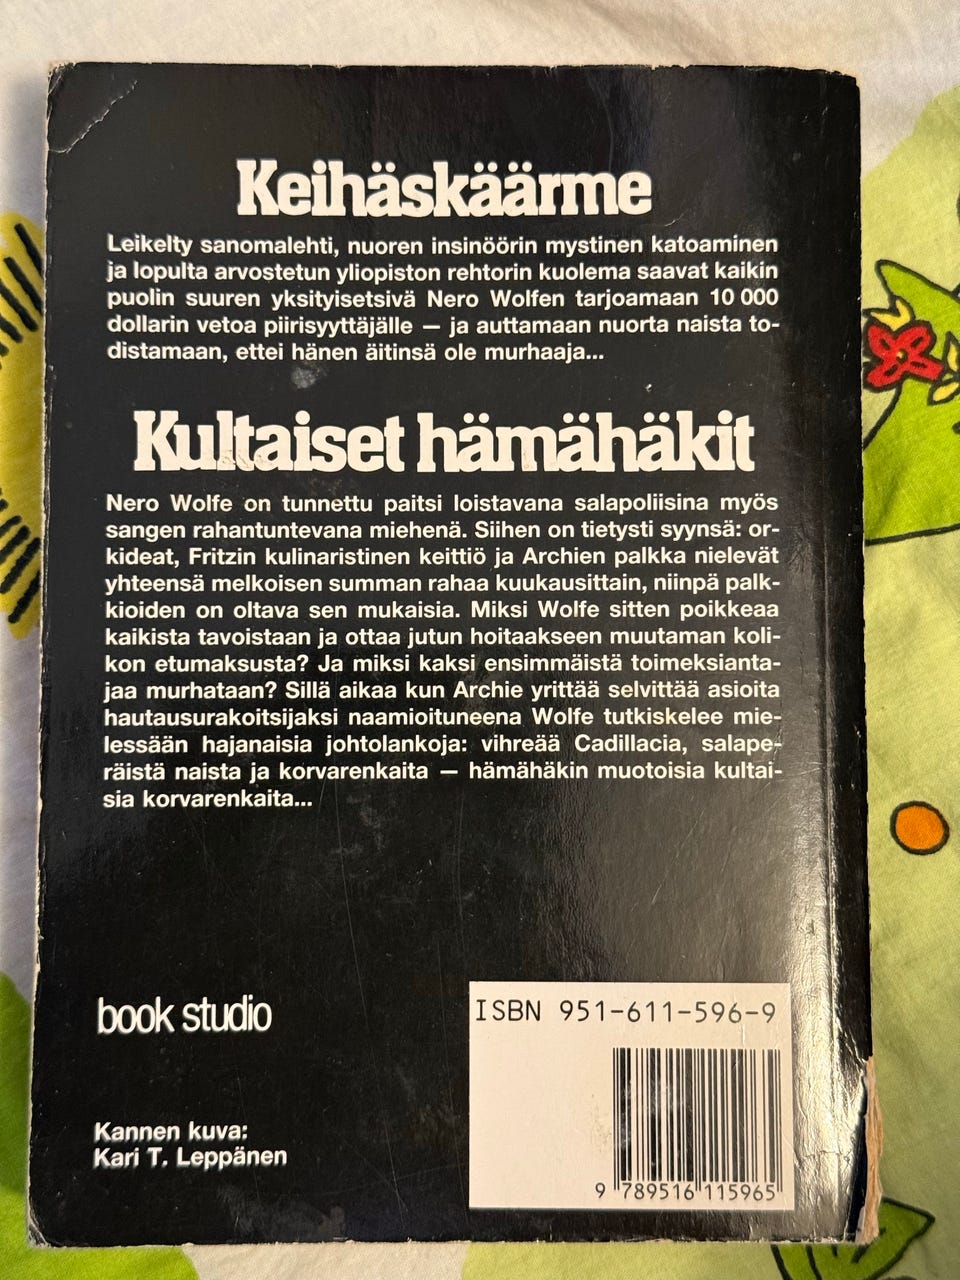 Keihäskäärme
Leikelty sanomalehti, nuoren insinöörin mystinen katoaminen
ja lopulta arvostetun yliopiston rehtorin kuolema saavat kaikin
puolin suuren yksityisetsivä Nero Wolfen tarjoamaan 10 000
dollarin vetoa piirisyyttäjälle — ja auttamaan nuorta naista to-
distamaan, ettei hänen äitinsä ole murhaaja...
Kultaiset hämähäkit
Nero Wolfe on tunnettu paitsi loistavana salapoliisina myös
sangen rahantuntevana miehenä. Siihen on tietysti syynsä: or-
kideat, Fritzin kulinaristinen keittiö ja Archien palkka nielevät
yhteensä melkoisen summan rahaa kuukausittain, niinpä palk-
kioiden on oltava sen mukaisia. Miksi Wolfe sitten poikkeaa
kaikista tavoistaan ja ottaa jutun hoitaakseen muutaman koli-
kon etumaksusta? Ja miksi kaksi ensimmäistä toimeksianta-
jaa murhataan? Sillä aikaa kun Archie yrittää selvittää asioita
hautausurakoitsijaksi naamioituneena Wolfe tutkiskelee mie-
lessään hajanaisia johtolankoja: vihreää Cadillacia, salape-
räistä naista ja korvarenkaita — hämähäkin muotoisia kultai-
sia korvarenkaita...
book studio
ISBN 951-611-596-9
Kannen kuva:
Kari T. Leppänen
9 789516 115965